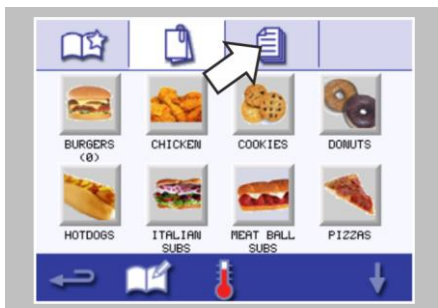 BURGERS CHICKEN COOKIES DONUTS
(0)
HOTDOGS ITALIAN MEAT BALL PIZZAS
SUBS SUBS